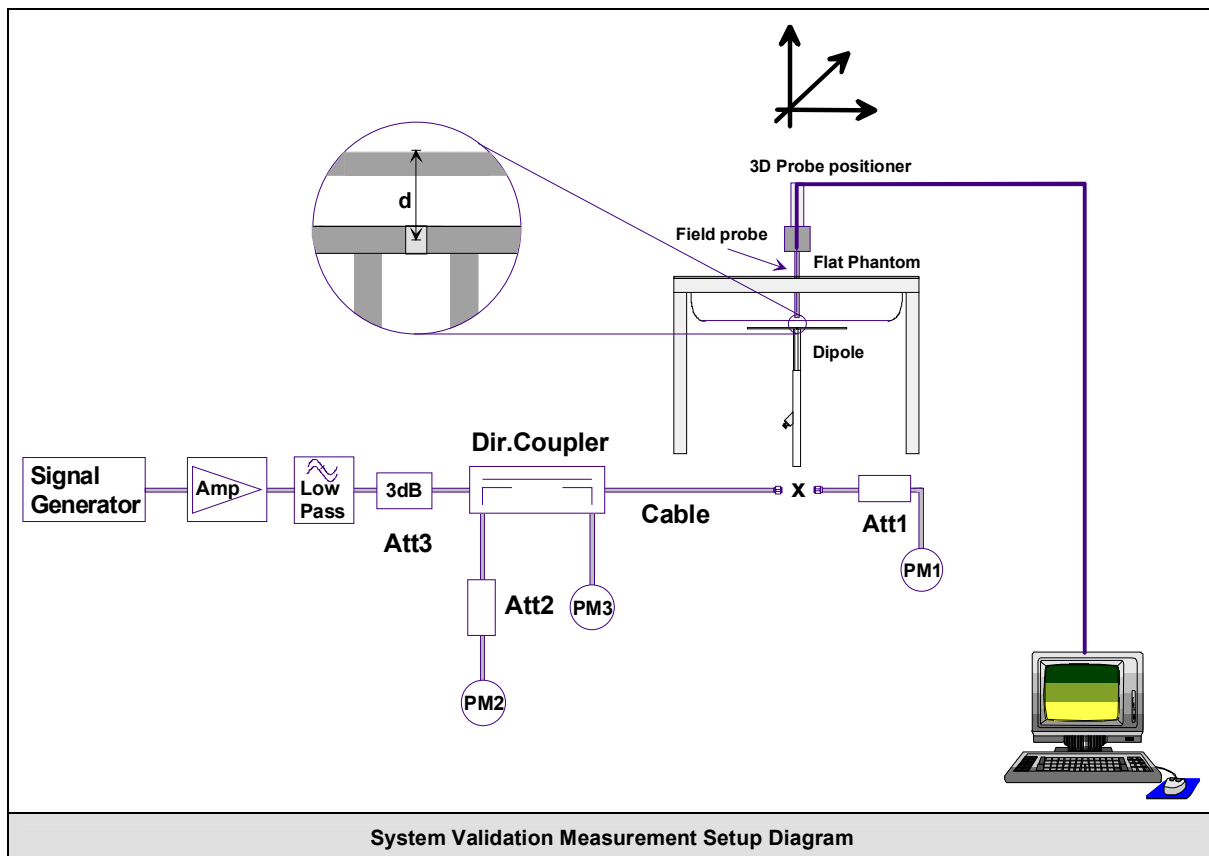 3D Probe positioner
d
Field probe
Flat Phantom
Dipole
Dir.Coupler
Signal
Generator
Amp
Low
Pass
3dB
x
Cable
Att1
Att3
PM1
Att2
PM3
PM2
System Validation Measurement Setup Diagram